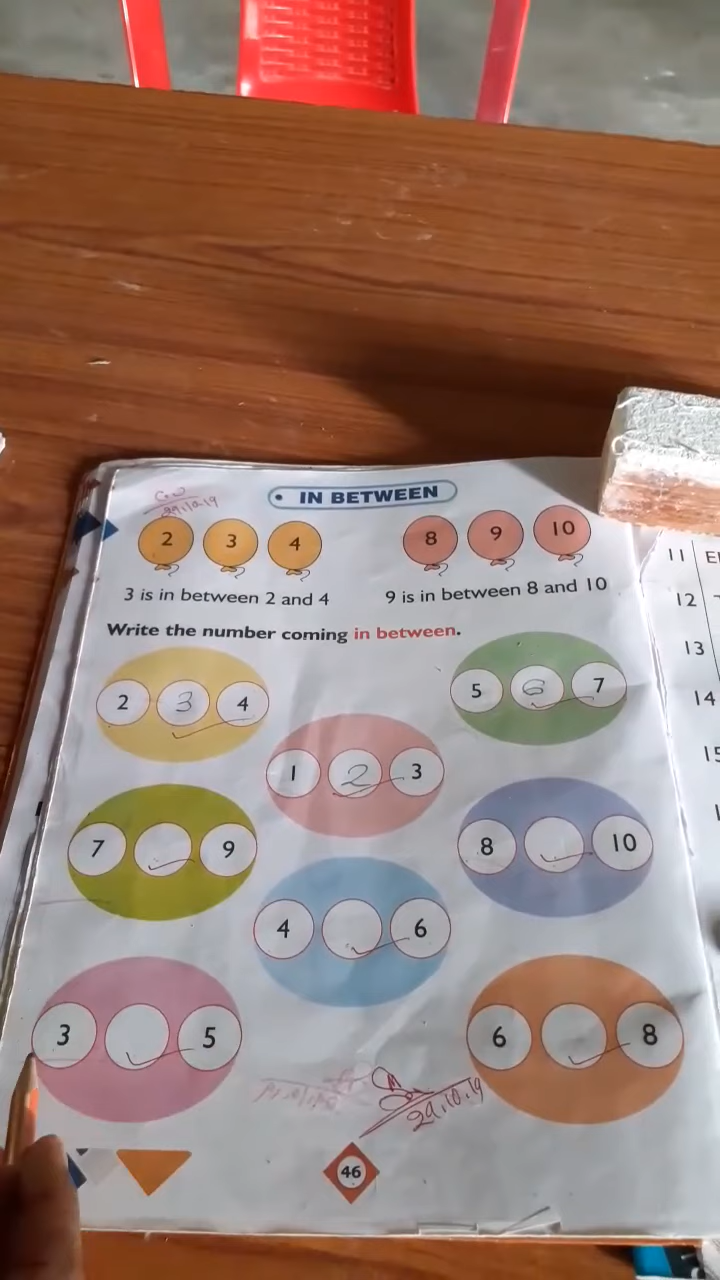 C.W
29.10.19
IN BETWEEN
2 3 4
8 9 10
3 is in between 2 and 4
9 is in between 8 and 10
Write the number coming in between.
2 3 4
5 6 7
1 2 3
7 9
8 10
4 6
3 5
6 8
29.10.19
46
11
12
13
14